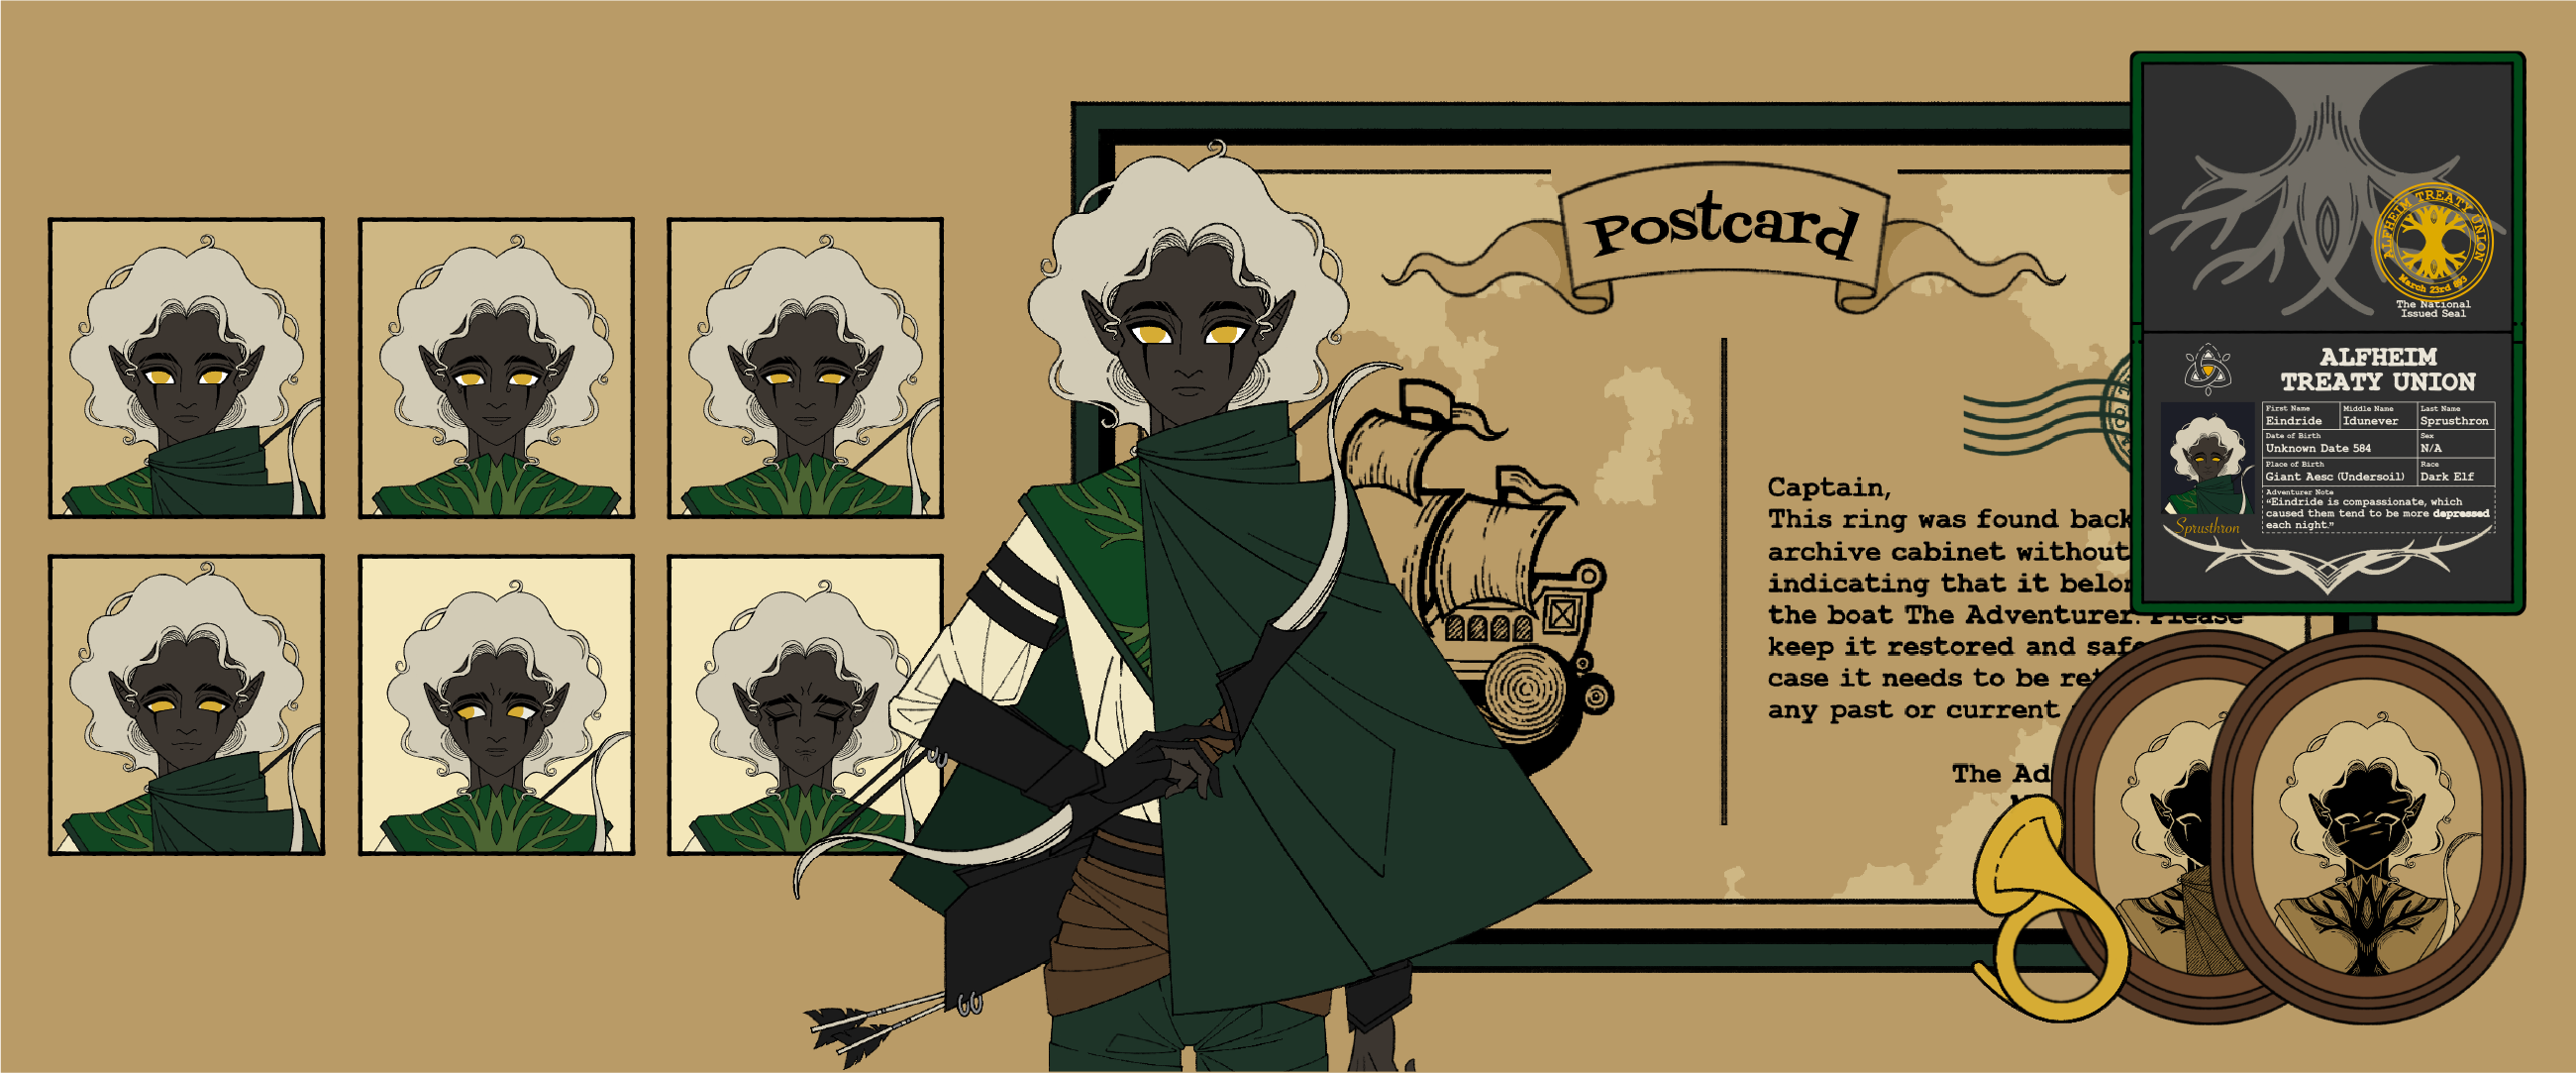 Postcard
Captain,
This ring was found back
archive cabinet without
indicating that it
the boat The Adventurer. Please
keep it restored and safe
case it needs to be
any past or current
The
ALFHEIM TREATY UNION
March 23rd
The National
Issued Seal
ALFHEIM
TREATY UNION
First Name Middle Name Last Name
Eindride Idunever Sprusthron
Date of Birth Sex
Unknown Date 584 N/A
Place of Birth Race
Giant Aesc (Undersoil) Dark Elf
Adventurer Note
“Eindride is compassionate, which
caused them tend to be more depressed
each night.”
Sprusthron